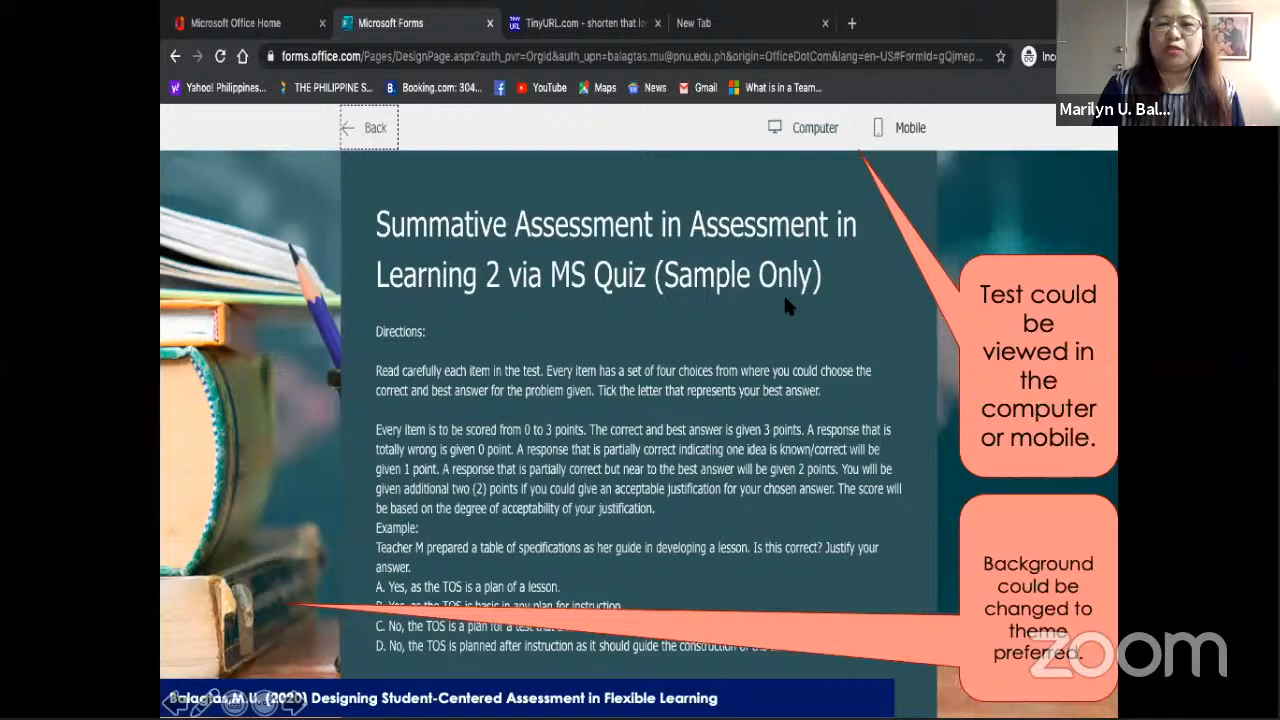 Microsoft Office Home
Microsoft Forms
TinyURL.com - shorten that lo
New Tab
forms.office.com/Pages/DesignPage.aspx?auth_pvr=OrgId&auth_upn=balagtas.mu@pnu.edu.ph&origin=OfficeDotCom&lang=en-US#FormId=gQjmep...
Yahoo! Philippines...
THE PHILIPPINE S...
Booking.com: 304...
YouTube
Maps
News
Gmail
What is in a Team...
Marilyn U. Bal...
Back
Computer
Mobile
Summative Assessment in Assessment in
Learning 2 via MS Quiz (Sample Only)
Directions:
Read carefully each item in the test. Every item has a set of four choices from where you could choose the
correct and best answer for the problem given. Tick the letter that represents your best answer.
Every item is to be scored from 0 to 3 points. The correct and best answer is given 3 points. A response that is
totally wrong is given 0 point. A response that is partially correct indicating one idea is known/correct will be
given 1 point. A response that is partially correct but near to the best answer will be given 2 points. You will be
given additional two (2) points if you could give an acceptable justification for your chosen answer. The score will
be based on the degree of acceptability of your justification.
Example:
Teacher M prepared a table of specifications as her guide in developing a lesson. Is this correct? Justify your
answer.
A. Yes, as the TOS is a plan of a lesson.
B. Yes, as the TOS is basic in any plan for instruction.
C. No, the TOS is a plan for a test
D. No, the TOS is planned after instruction as it should guide the construction
Test could
be
viewed in
the
computer
or mobile.
Background
could be
changed to
theme
preferred.
zoom
Balagtas M.U. (2020) Designing Student-Centered Assessment in Flexible Learning